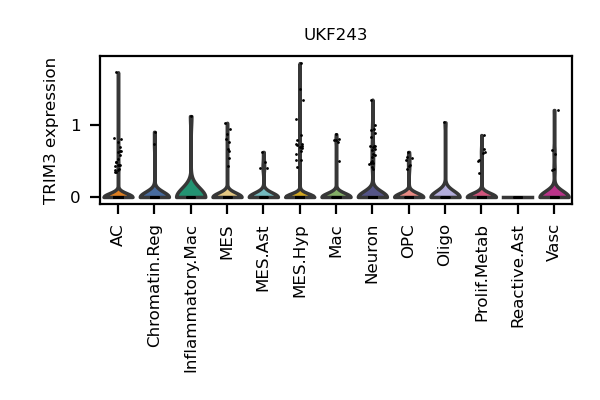 UKF243
TRIM3 expression
1
0
AC
Chromatin.Reg
Inflammatory.Mac
MES
MES.Ast
MES.Hyp
Mac
Neuron
OPC
Oligo
Prolif.Metab
Reactive.Ast
Vasc